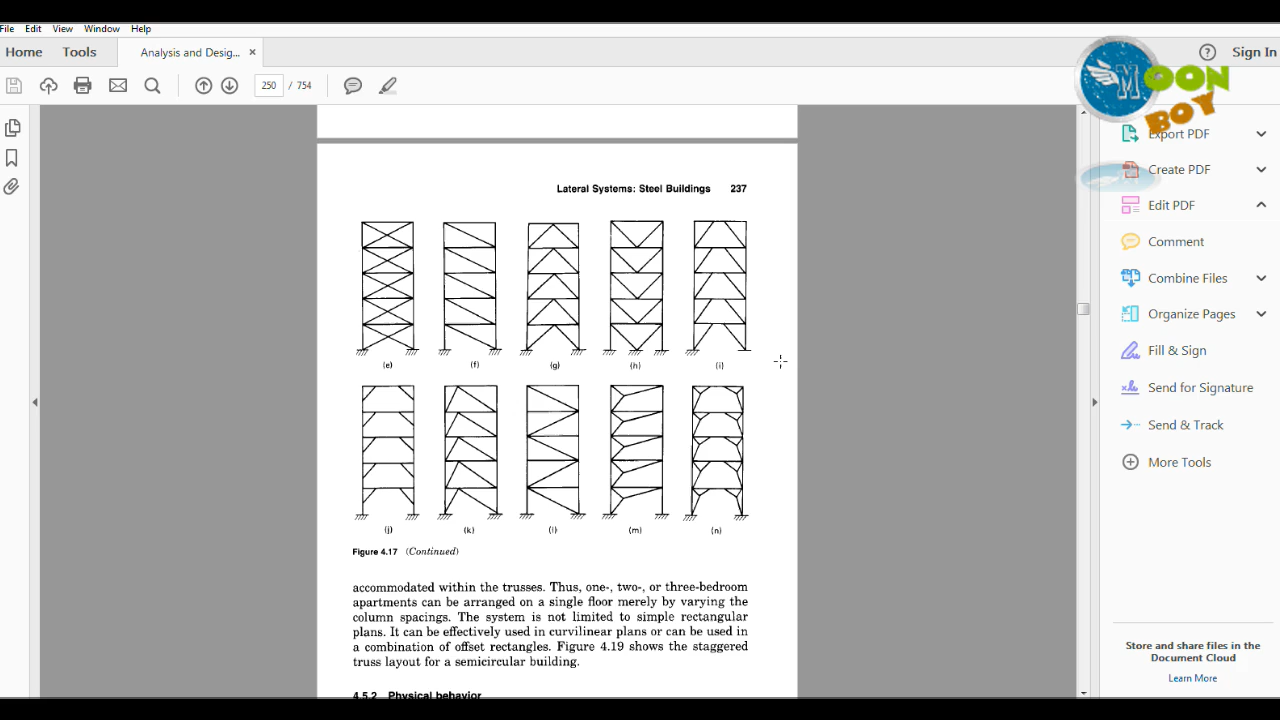 File Edit View Window Help
Home Tools Analysis and Desig... × Sign In
250 / 754
MOON BOY
Export PDF
Create PDF
Edit PDF
Comment
Combine Files
Organize Pages
Fill & Sign
Send for Signature
Send & Track
More Tools
Store and share files in the
Document Cloud
Learn More
Lateral Systems: Steel Buildings 237
(e) (f) (g) (h) (i)
(j) (k) (l) (m) (n)
Figure 4.17 (Continued)
accommodated within the trusses. Thus, one-, two-, or three-bedroom
apartments can be arranged on a single floor merely by varying the
column spacings. The system is not limited to simple rectangular
plans. It can be effectively used in curvilinear plans or can be used in
a combination of offset rectangles. Figure 4.19 shows the staggered
truss layout for a semicircular building.
4.5.2 Physical behavior